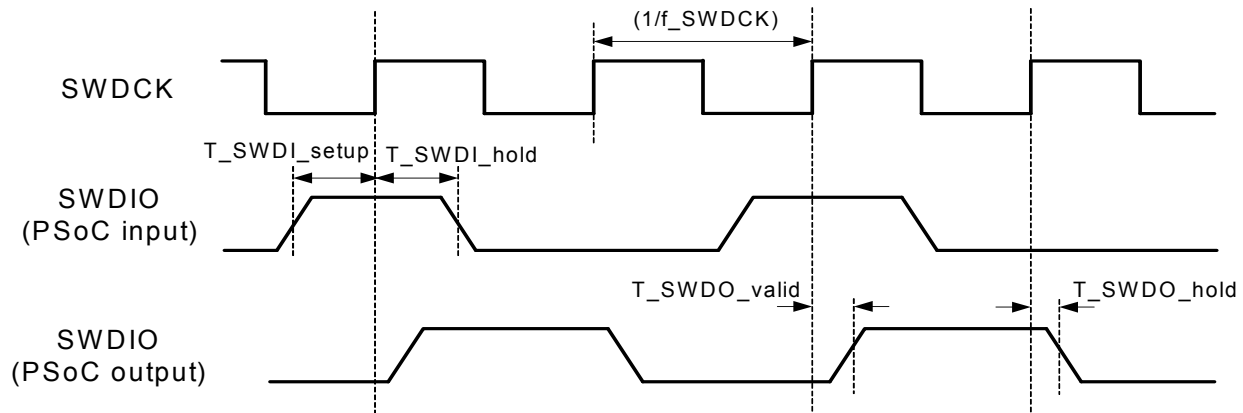 (1/f_SWDCK)
SWDCK
T_SWDI_setup
T_SWDI_hold
SWDIO
(PSoC input)
T_SWDO_valid
T_SWDO_hold
SWDIO
(PSoC output)